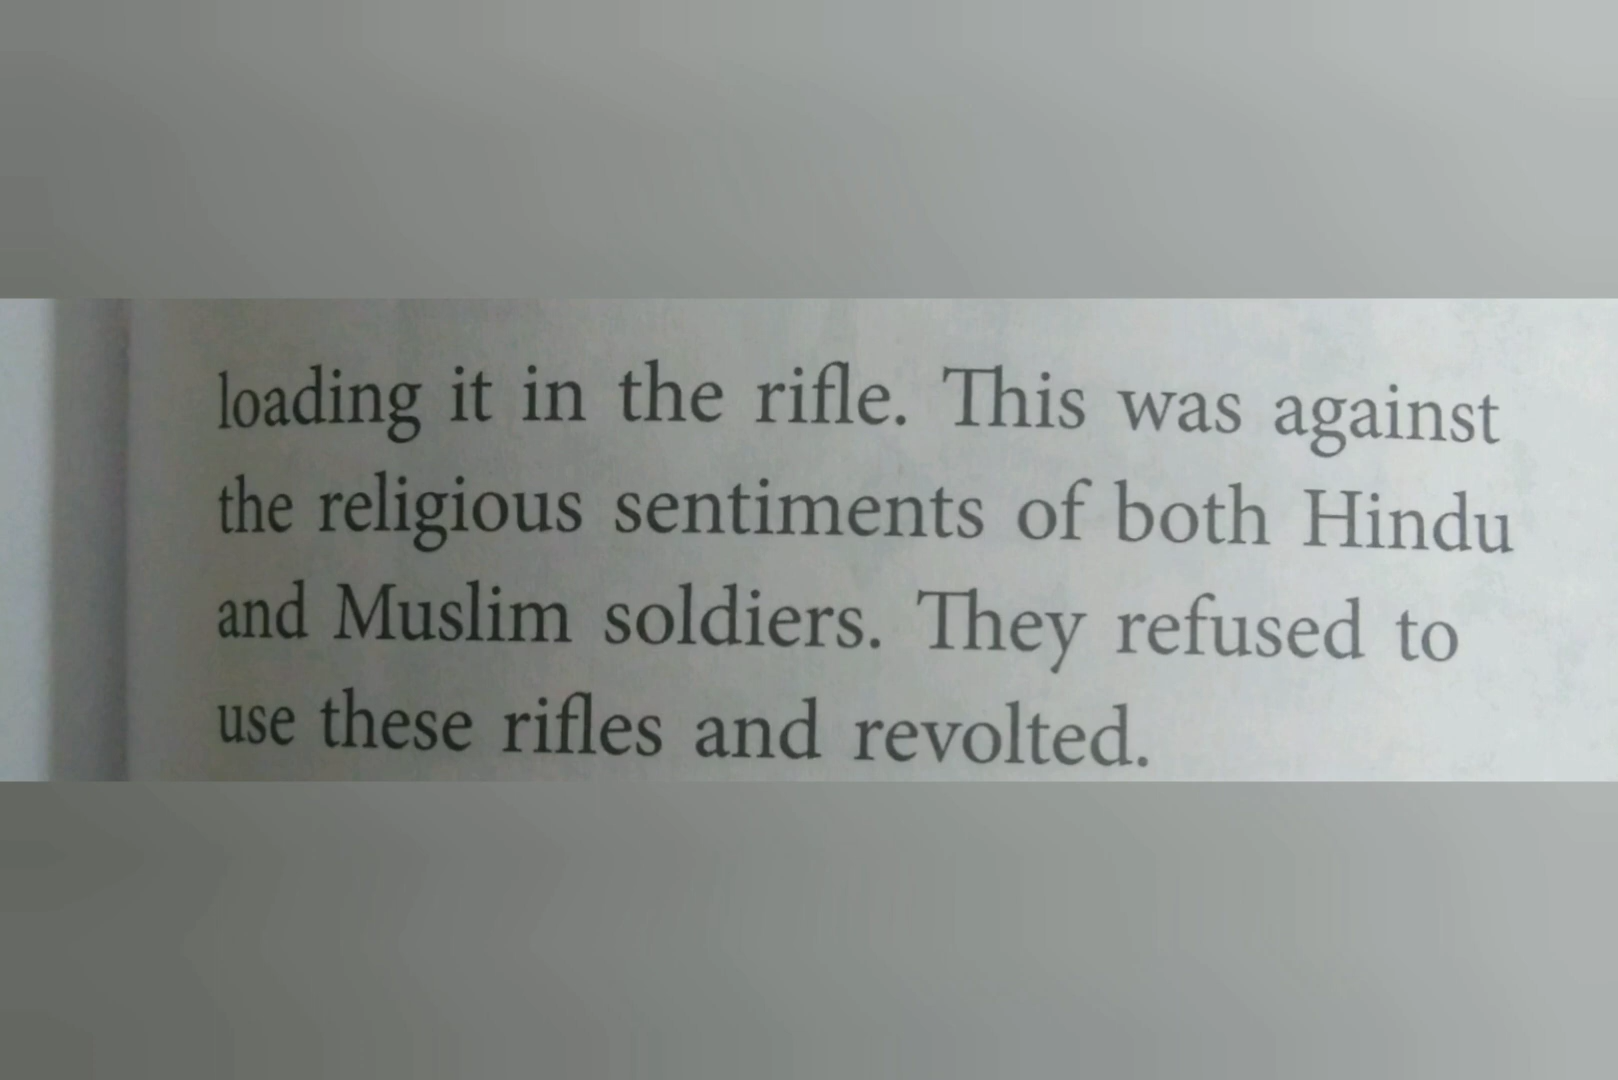 loading it in the rifle. This was against
the religious sentiments of both Hindu
and Muslim soldiers. They refused to
use these rifles and revolted.